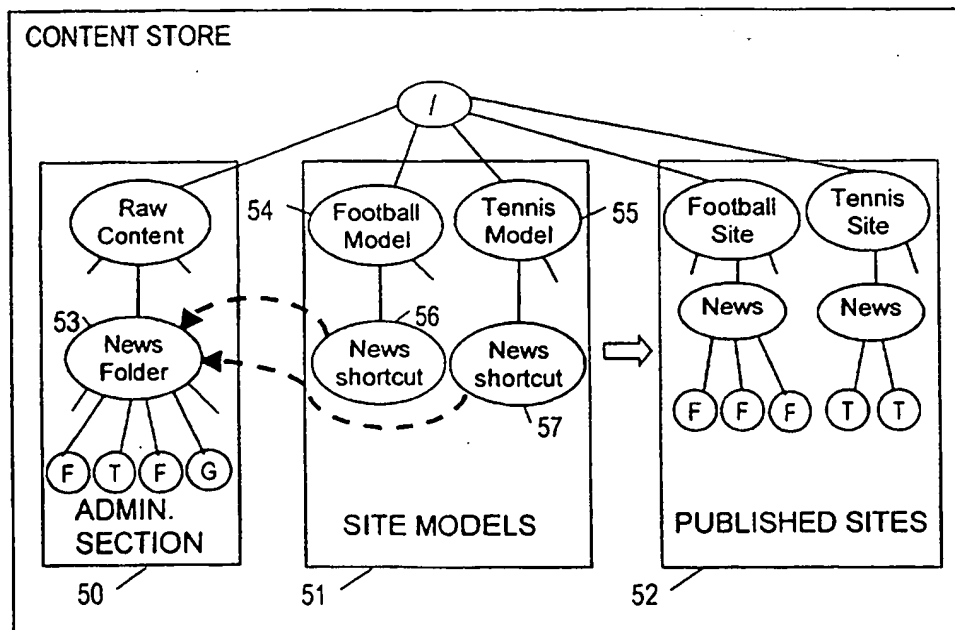 CONTENT STORE
/
Raw
Content
54
Football
Model
Tennis
Model
55
Football
Site
Tennis
Site
53
News
Folder
56
News
shortcut
News
shortcut
57
News
News
F
T
F
G
F
F
F
T
T
ADMIN.
SECTION
SITE MODELS
PUBLISHED SITES
50
51
52